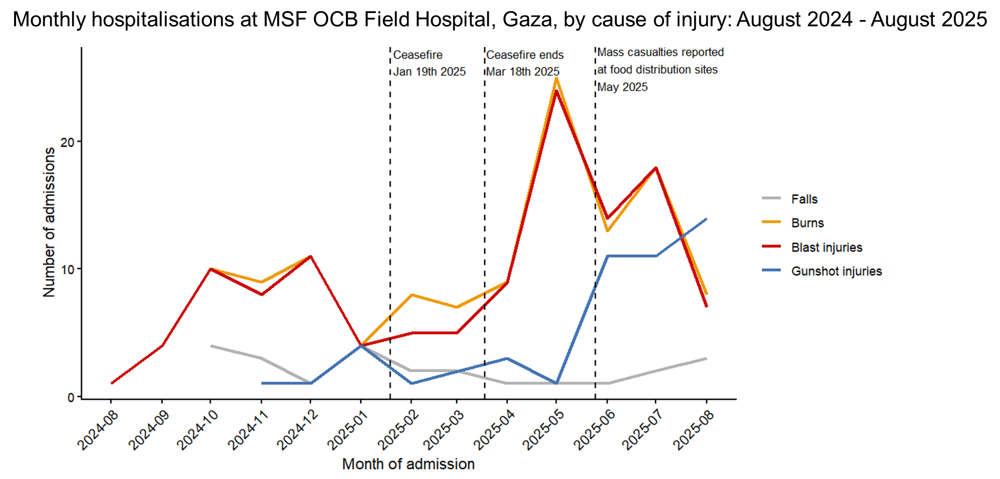 Monthly hospitalisations at MSF OCB Field Hospital, Gaza, by cause of injury: August 2024 - August 2025
Ceasefire
Jan 19th 2025
Ceasefire ends
Mar 18th 2025
Mass casualties reported
at food distribution sites
May 2025
Number of admissions
20
10
0
Falls
Burns
Blast injuries
Gunshot injuries
2024-08
2024-09
2024-10
2024-11
2024-12
2025-01
2025-02
2025-03
2025-04
2025-05
2025-06
2025-07
2025-08
Month of admission